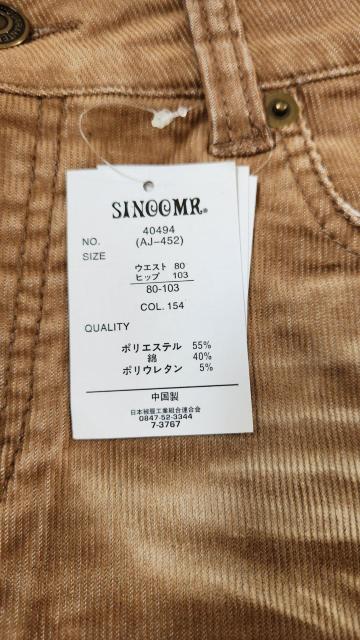 SINCOMR®
40494
NO. (AJ-452)
SIZE
ウエスト 80
ヒップ 103
80-103
COL. 154
QUALITY
ポリエステル 55%
綿 40%
ポリウレタン 5%
中国製
日本被服工業組合連合会
0847-52-3344
7-3767